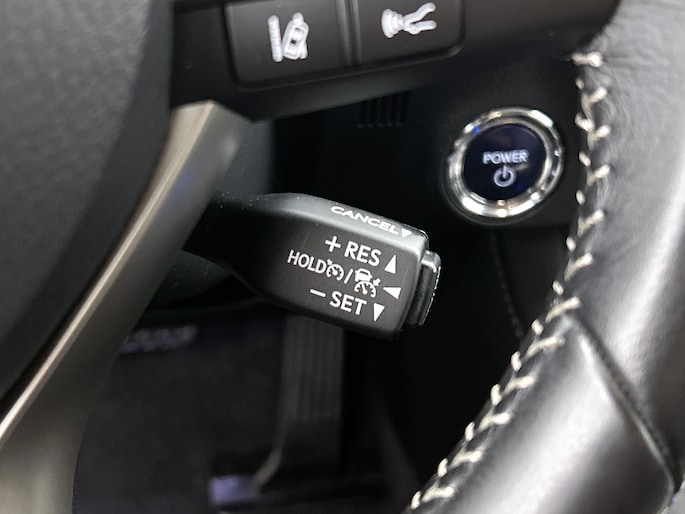 POWER
CANCEL▼
+ RES ▲
HOLD / ◀
– SET ▼